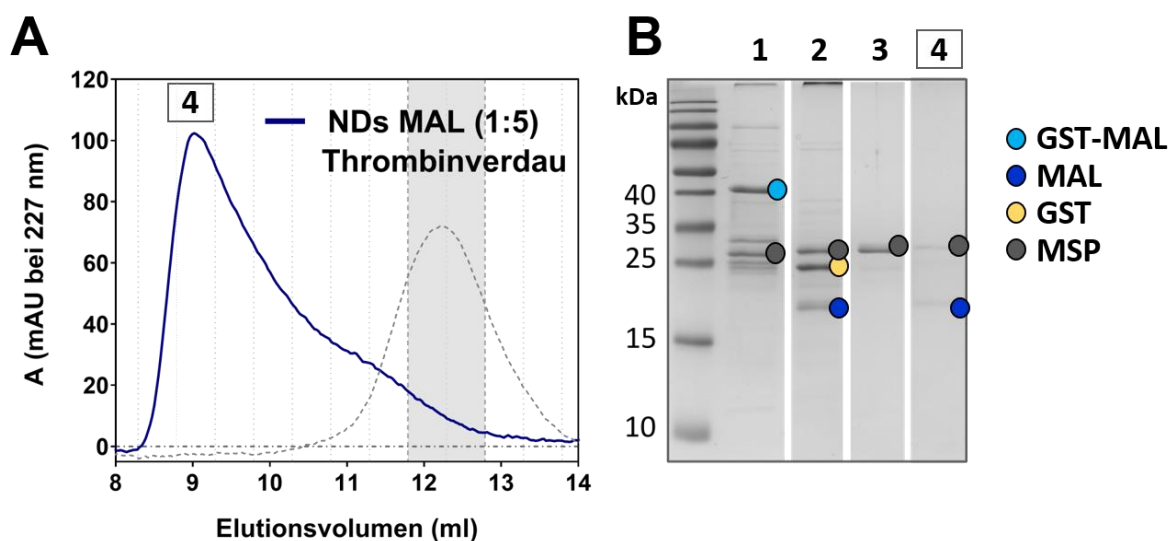 A
120
100
80
60
40
20
0
A (mAU bei 227 nm)
4
NDs MAL (1:5)
Thrombinverdau
8 9 10 11 12 13 14
Elutionsvolumen (ml)
B
1 2 3 4
kDa
40
35
25
15
10
GST-MAL
MAL
GST
MSP